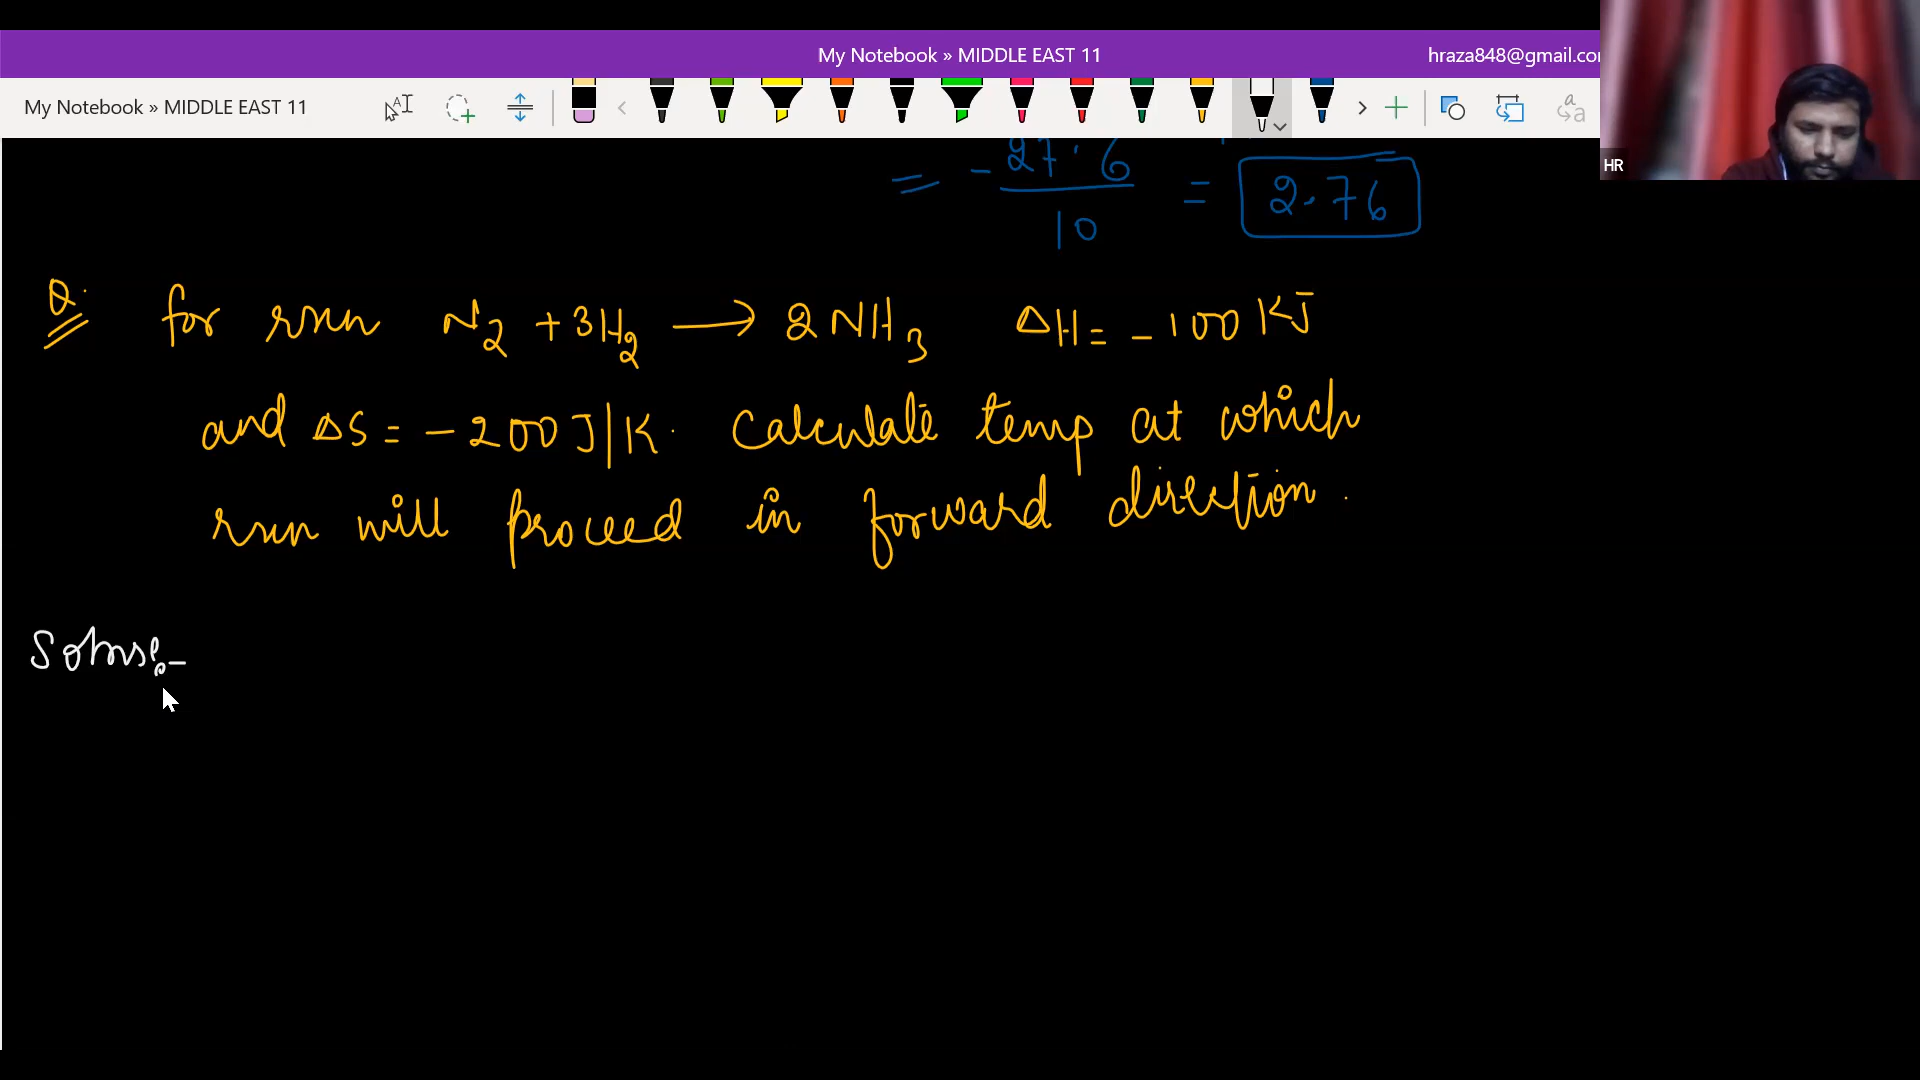 My Notebook » MIDDLE EAST 11
hraza848@gmail.co
My Notebook » MIDDLE EAST 11
HR
= -27.6/10 = 2.76
Q. for rxn N₂ + 3H₂ → 2NH₃ ΔH = -100 KJ
and ΔS = -200 J|K. Calculate temp at which
rxn will proceed in forward direction.